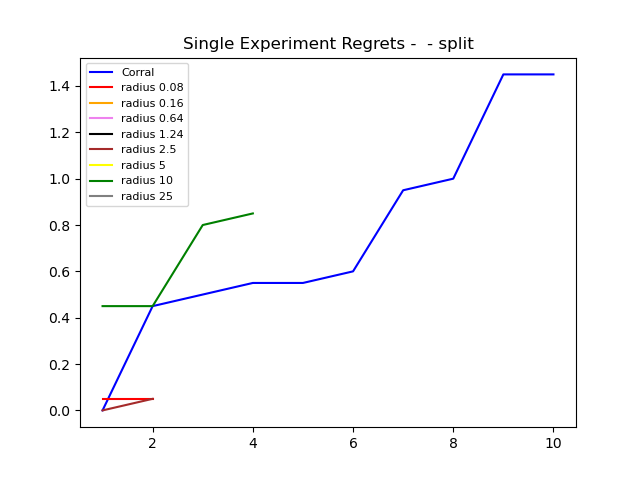 Single Experiment Regrets -  - split
Corral
radius 0.08
radius 0.16
radius 0.64
radius 1.24
radius 2.5
radius 5
radius 10
radius 25
1.4
1.2
1.0
0.8
0.6
0.4
0.2
0.0
2 4 6 8 10